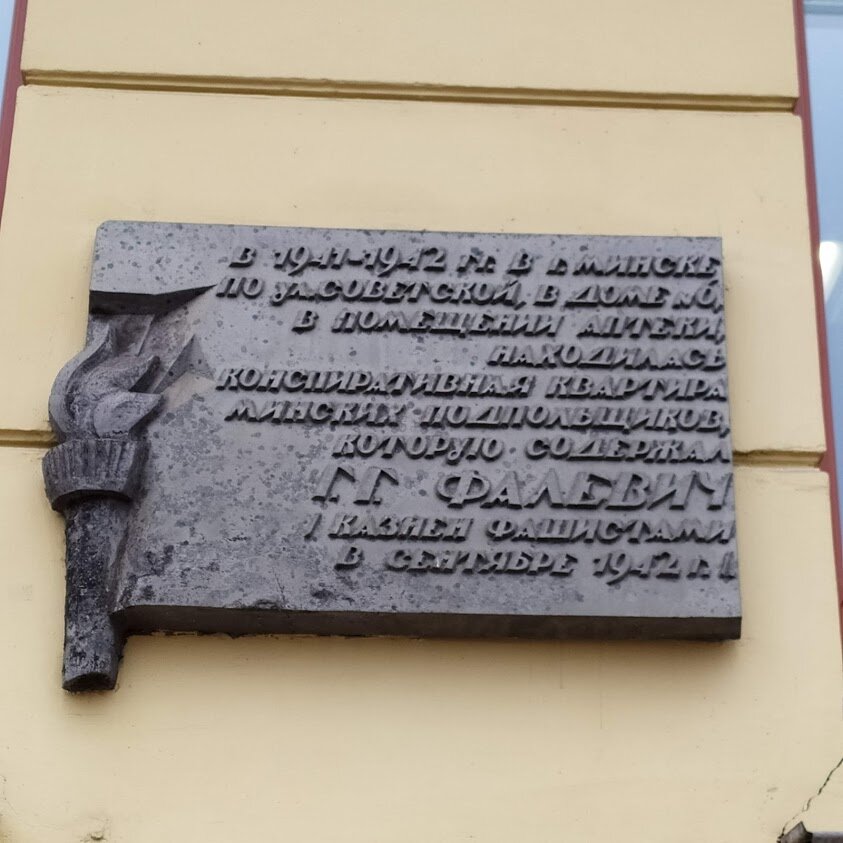 В 1941-1942 гг. В г. МИНСКЕ
ПО ул. СОВЕТСКОЙ, В ДОМЕ №6,
В ПОМЕЩЕНИИ АПТЕКИ,
НАХОДИЛАСЬ
КОНСПИРАТИВНАЯ КВАРТИРА
МИНСКИХ ПОДПОЛЬЩИКОВ,
КОТОРУЮ СОДЕРЖАЛ
Г.Г. ФАЛЕВИЧ
| КАЗНЕН ФАШИСТАМИ
В СЕНТЯБРЕ 1942 г. |